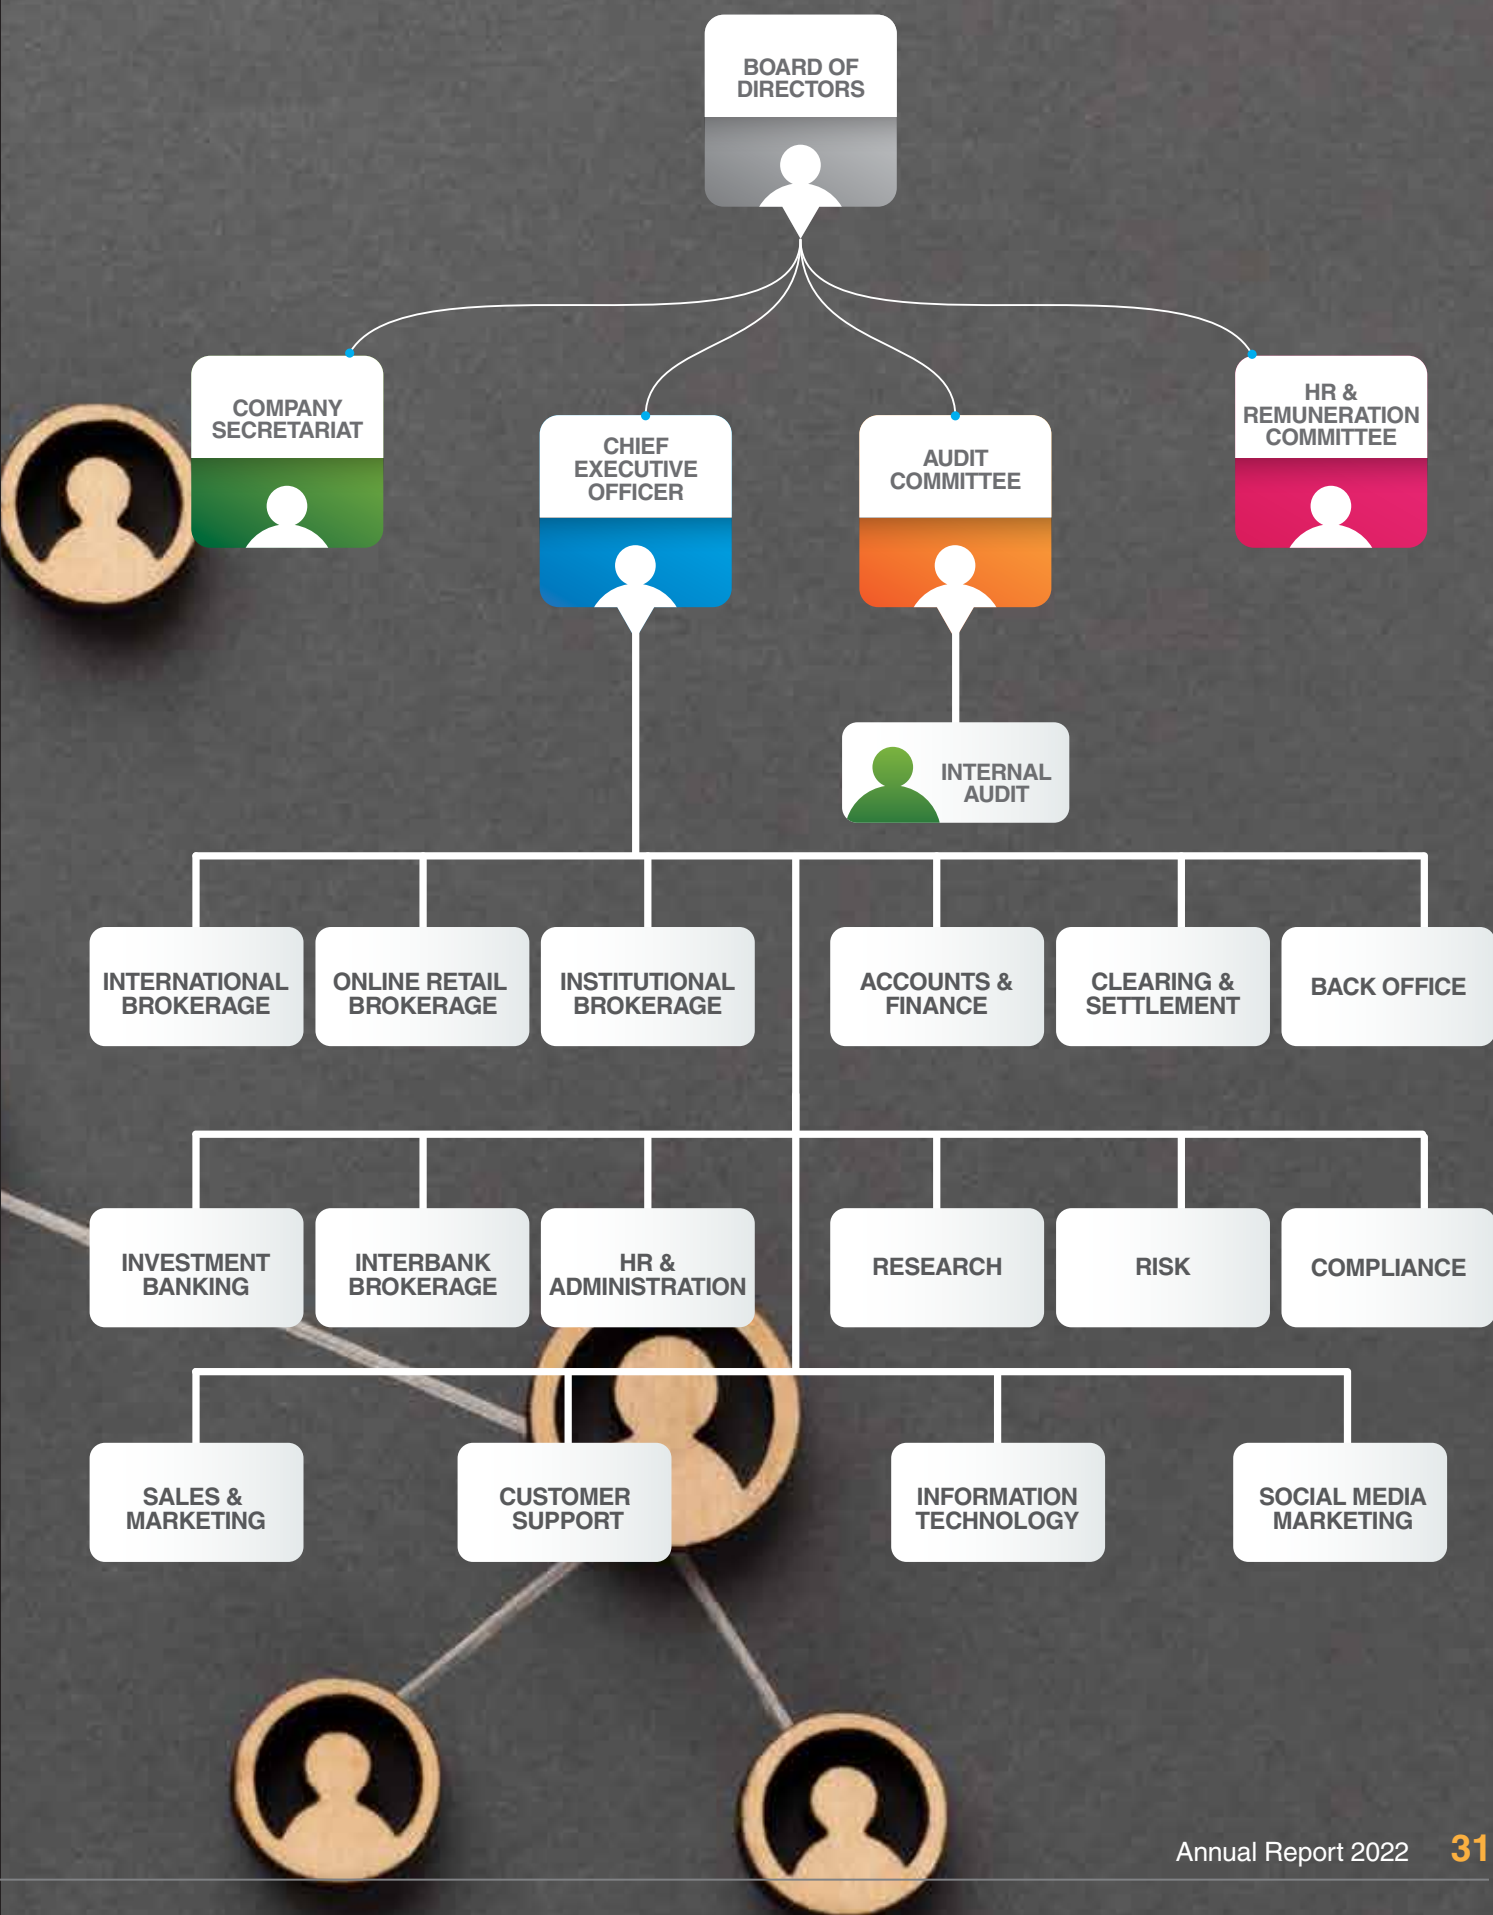 BOARD OF
DIRECTORS
COMPANY
SECRETARIAT
CHIEF
EXECUTIVE
OFFICER
AUDIT
COMMITTEE
HR &
REMUNERATION
COMMITTEE
INTERNAL
AUDIT
INTERNATIONAL
BROKERAGE
ONLINE RETAIL
BROKERAGE
INSTITUTIONAL
BROKERAGE
ACCOUNTS &
FINANCE
CLEARING &
SETTLEMENT
BACK OFFICE
INVESTMENT
BANKING
INTERBANK
BROKERAGE
HR &
ADMINISTRATION
RESEARCH
RISK
COMPLIANCE
SALES &
MARKETING
CUSTOMER
SUPPORT
INFORMATION
TECHNOLOGY
SOCIAL MEDIA
MARKETING
Annual Report 2022 31